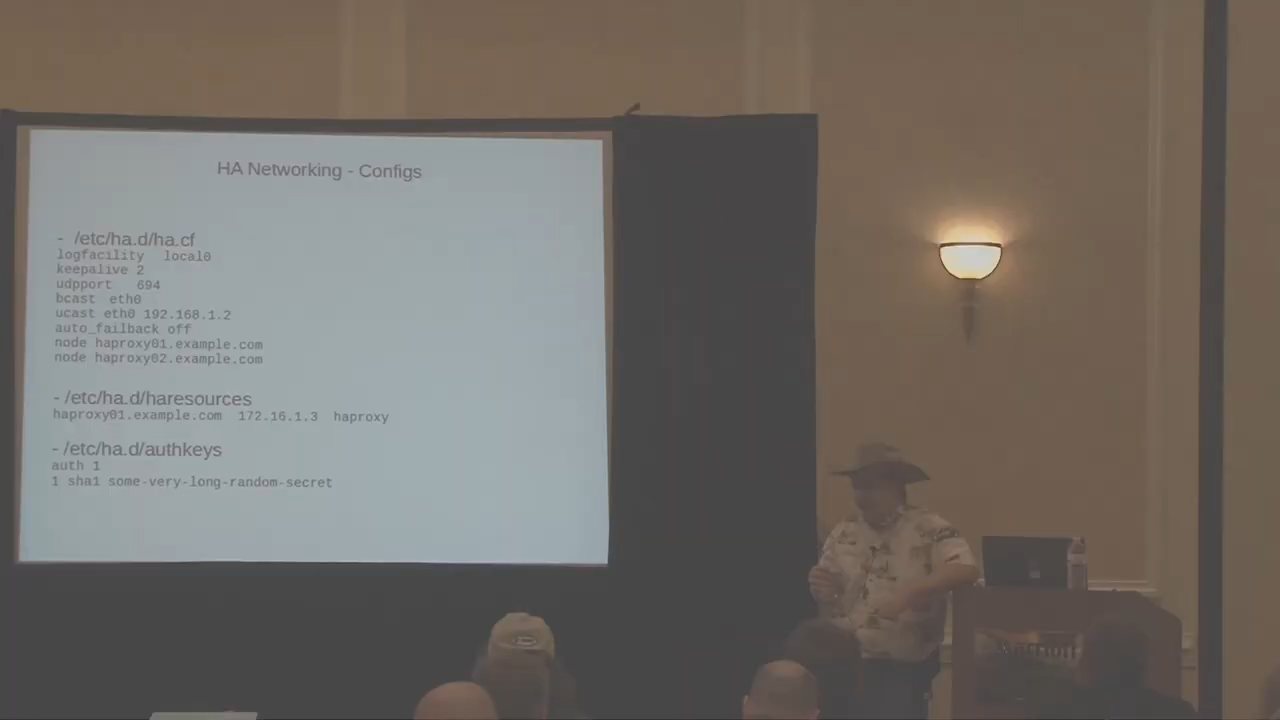 HA Networking - Configs
- /etc/ha.d/ha.cf
logfacility local0
keepalive 2
udpport 694
bcast eth0
ucast eth0 192.168.1.2
auto_failback off
node haproxy01.example.com
node haproxy02.example.com
- /etc/ha.d/haresources
haproxy01.example.com 172.16.1.3 haproxy
- /etc/ha.d/authkeys
auth 1
1 sha1 some-very-long-random-secret